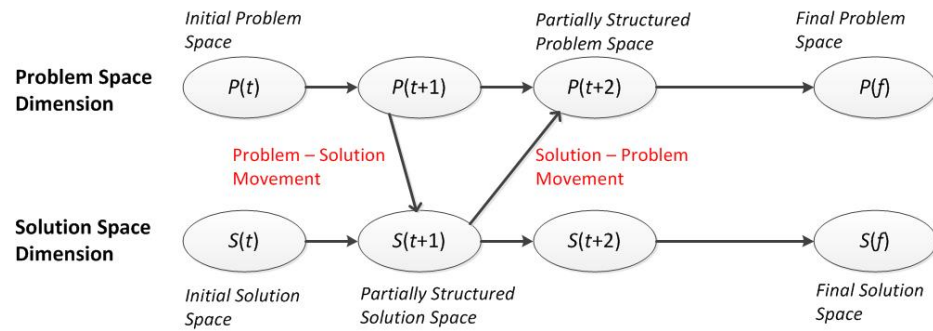 Initial Problem
Space
Partially Structured
Problem Space
Final Problem
Space
Problem Space
Dimension
P(t)
P(t+1)
P(t+2)
P(f)
Problem – Solution
Movement
Solution – Problem
Movement
Solution Space
Dimension
S(t)
S(t+1)
S(t+2)
S(f)
Initial Solution
Space
Partially Structured
Solution Space
Final Solution
Space